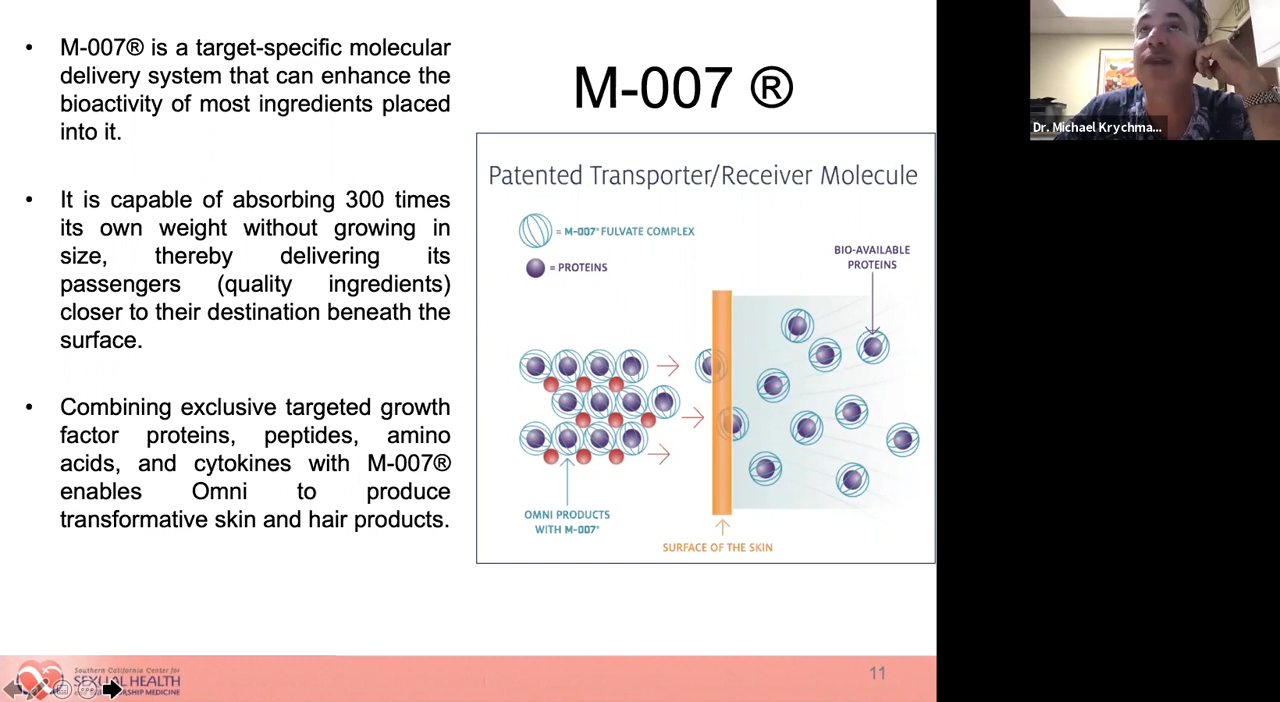 • M-007® is a target-specific molecular
delivery system that can enhance the
bioactivity of most ingredients placed
into it.
• It is capable of absorbing 300 times
its own weight without growing in
size, thereby delivering its
passengers (quality ingredients)
closer to their destination beneath the
surface.
• Combining exclusive targeted growth
factor proteins, peptides, amino
acids, and cytokines with M-007®
enables Omni to produce
transformative skin and hair products.
M-007 ®
Patented Transporter/Receiver Molecule
= M-007® FULVATE COMPLEX
= PROTEINS
BIO-AVAILABLE
PROTEINS
OMNI PRODUCTS
WITH M-007®
SURFACE OF THE SKIN
Dr. Michael Krychma...
Southern California Center for
SEXUAL HEALTH
MEDICINE
11